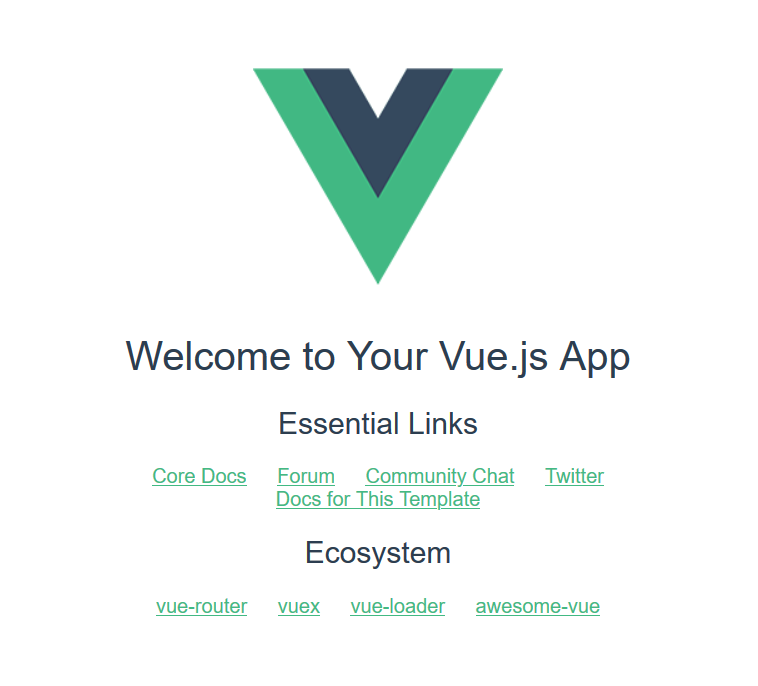 Welcome to Your Vue.js App
Essential Links
Core Docs Forum Community Chat Twitter
Docs for This Template
Ecosystem
vue-router vuex vue-loader awesome-vue